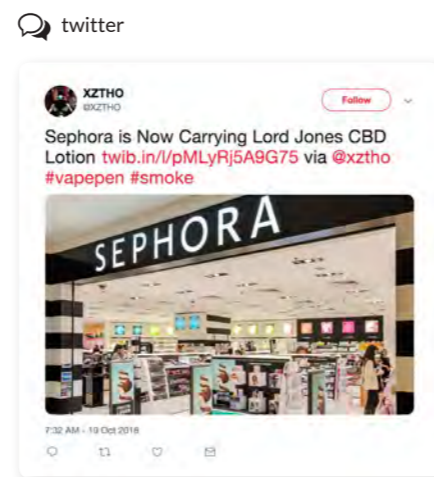 twitter
XZTHO
@XZTHO
Follow
Sephora is Now Carrying Lord Jones CBD
Lotion twib.in/l/pMLyRj5A9G75 via @xztho
#vapepen #smoke
SEPHORA
7:32 AM - 19 Oct 2018